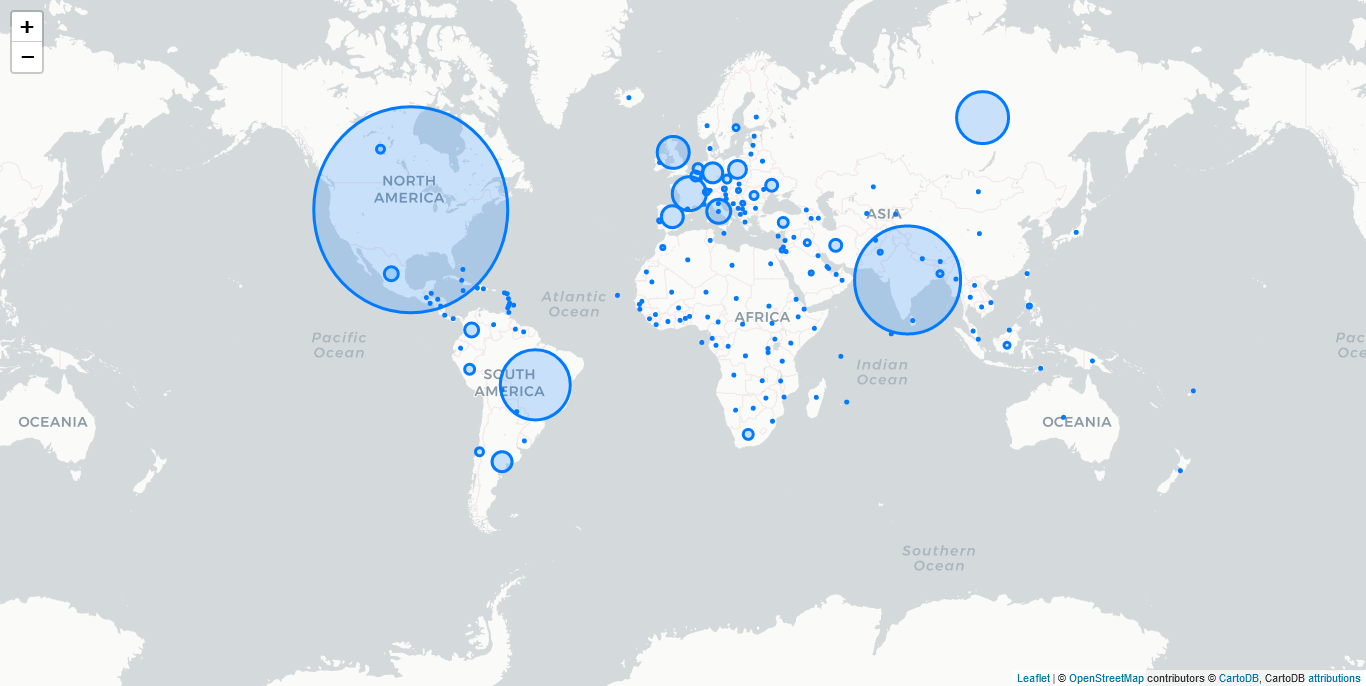 +
−
NORTH
AMERICA
ASIA
Atlantic
Ocean
AFRICA
Pacific
Ocean
Pac
Oce
Indian
Ocean
SOUTH
AMERICA
OCEANIA
OCEANIA
Southern
Ocean
Leaflet | © OpenStreetMap contributors © CartoDB, CartoDB attributions